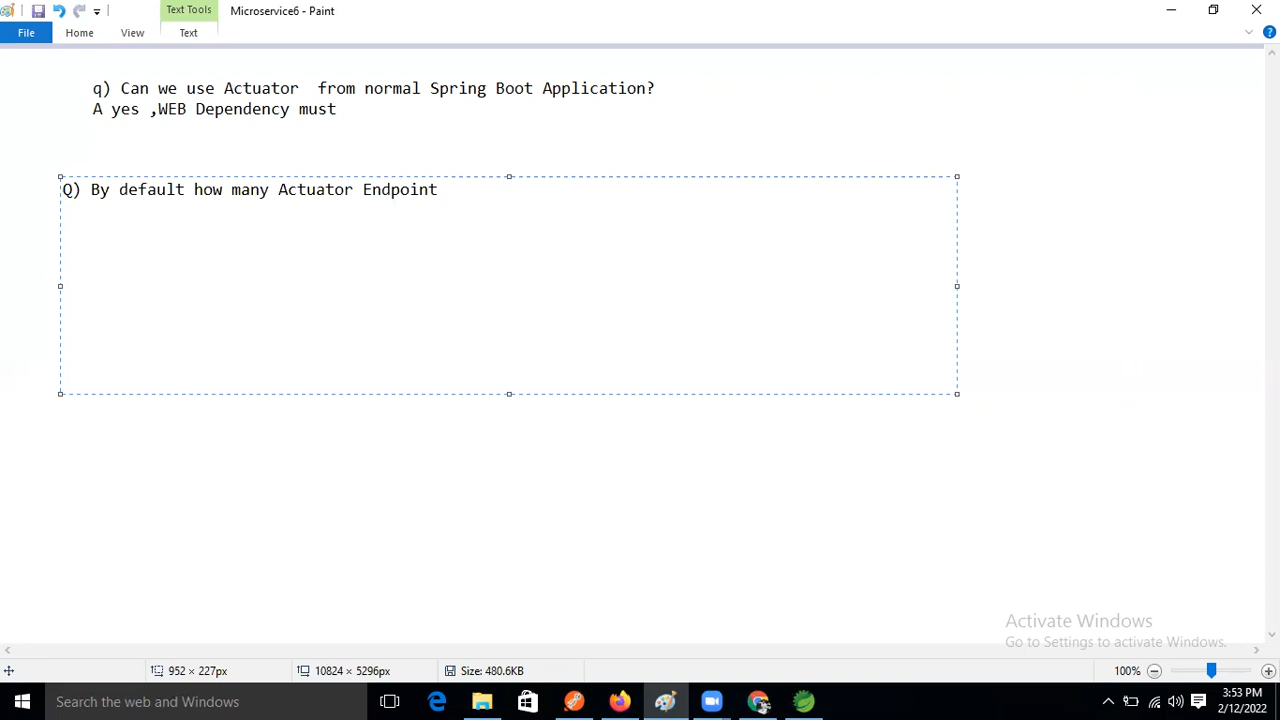 Text Tools
Microservice6 - Paint
File
Home
View
Text
q) Can we use Actuator  from normal Spring Boot Application?
A yes ,WEB Dependency must
Q) By default how many Actuator Endpoint
Activate Windows
Go to Settings to activate Windows.
952 × 227px
10824 × 5296px
Size: 480.6KB
100%
Search the web and Windows
3:53 PM
2/12/2022